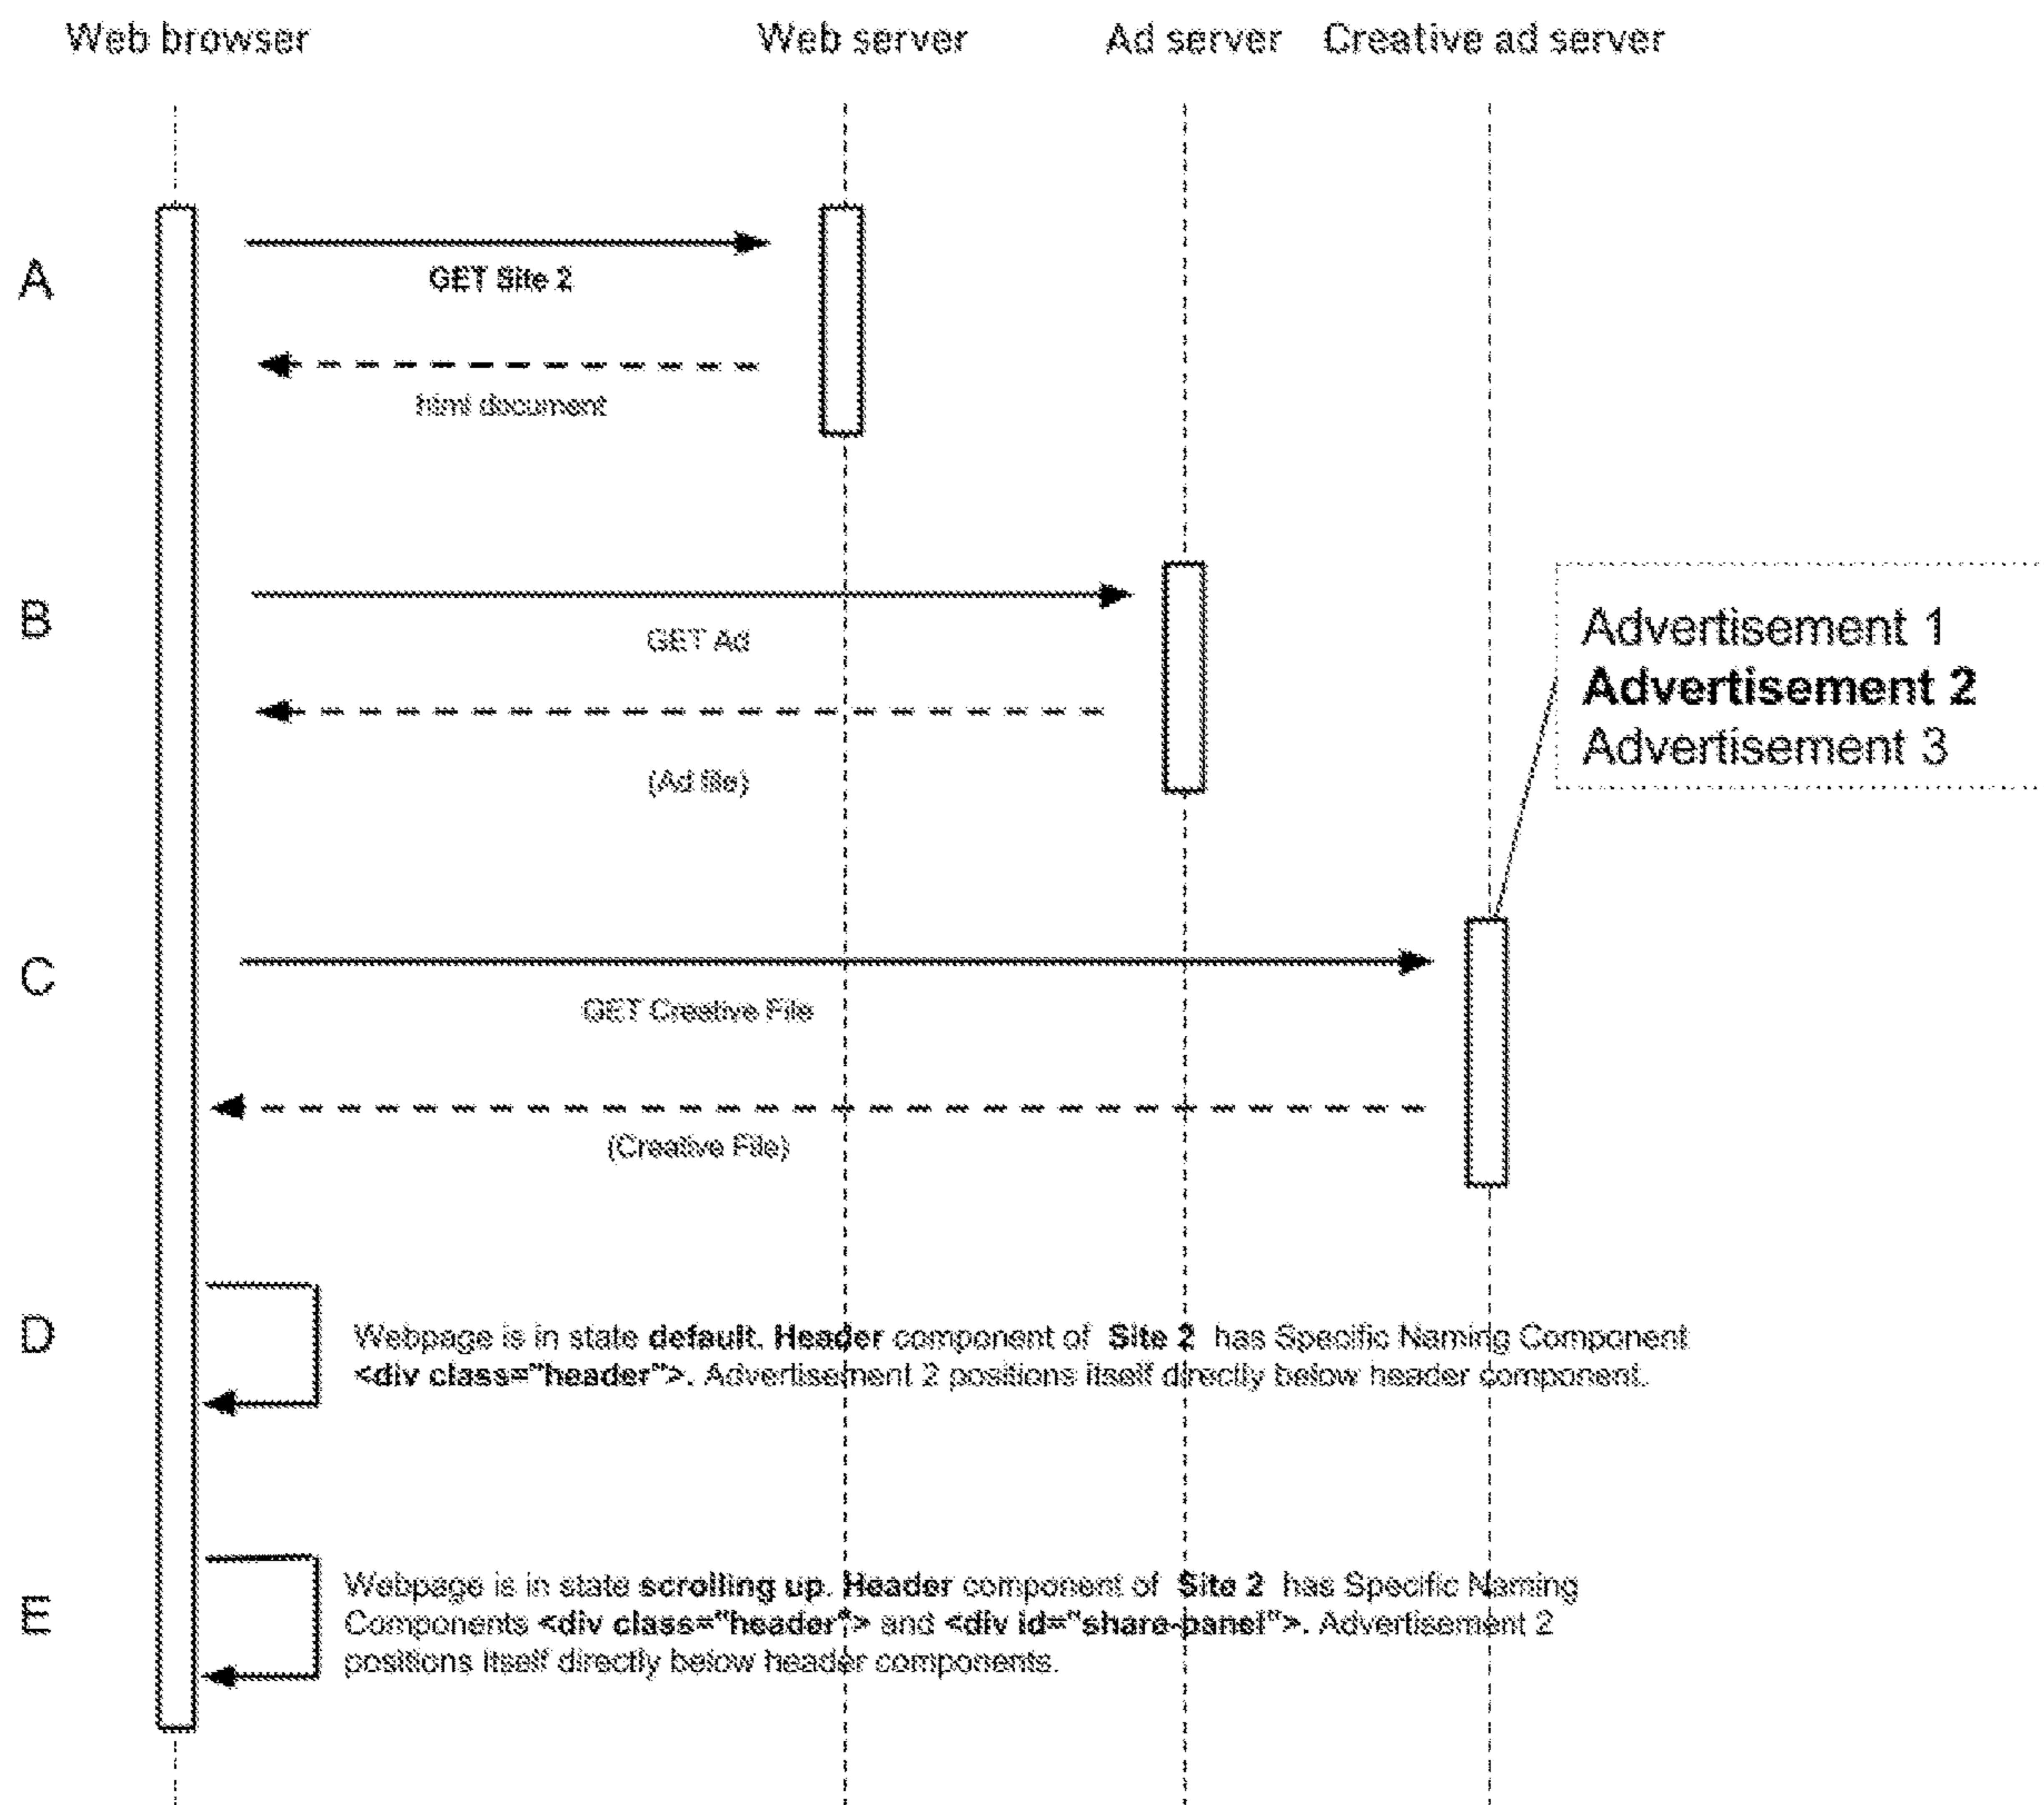 Web browser Web server Ad server Creative ad server
A
GET Site 2
html document
B
GET Ad
(Ad file)
Advertisement 1
Advertisement 2
Advertisement 3
C
GET Creative File
(Creative File)
D
Webpage is in state default. Header component of Site 2 has Specific Naming Component
<div class="header">. Advertisement 2 positions itself directly below header component.
E
Webpage is in state scrolling up. Header component of Site 2 has Specific Naming
Components <div class="header"> and <div id="share-panel">. Advertisement 2
positions itself directly below header components.